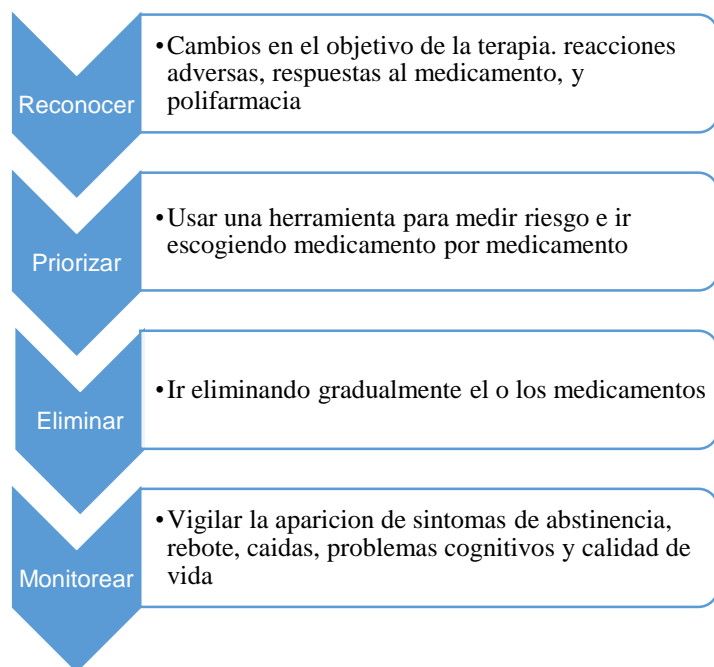 Reconocer
•Cambios en el objetivo de la terapia. reacciones
adversas, respuestas al medicamento, y
polifarmacia
Priorizar
•Usar una herramienta para medir riesgo e ir
escogiendo medicamento por medicamento
Eliminar
•Ir eliminando gradualmente el o los medicamentos
Monitorear
•Vigilar la aparicion de sintomas de abstinencia,
rebote, caidas, problemas cognitivos y calidad de
vida